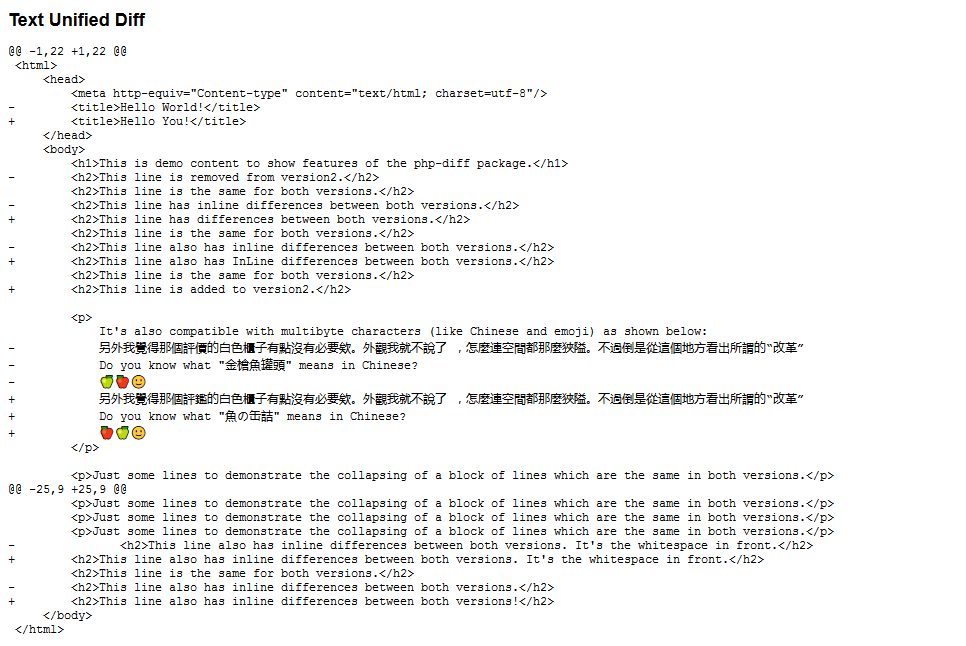 Text Unified Diff
@@ -1,22 +1,22 @@
 <html>
     <head>
         <meta http-equiv="Content-type" content="text/html; charset=utf-8"/>
-        <title>Hello World!</title>
+        <title>Hello You!</title>
     </head>
     <body>
         <h1>This is demo content to show features of the php-diff package.</h1>
-        <h2>This line is removed from version2.</h2>
         <h2>This line is the same for both versions.</h2>
-        <h2>This line has inline differences between both versions.</h2>
+        <h2>This line has differences between both versions.</h2>
         <h2>This line is the same for both versions.</h2>
-        <h2>This line also has inline differences between both versions.</h2>
+        <h2>This line also has InLine differences between both versions.</h2>
         <h2>This line is the same for both versions.</h2>
+        <h2>This line is added to version2.</h2>

         <p>
             It's also compatible with multibyte characters (like Chinese and emoji) as shown below:
-            另外我覺得那個評價的白色櫃子有點沒有必要欸。外觀我就不說了 ，怎麼連空間都那麼狹隘。不過倒是從這個地方看出所謂的“改革”
-            Do you know what "金槍魚罐頭" means in Chinese?
-            🍏🍎🙂
+            另外我覺得那個評鑑的白色櫃子有點沒有必要欸。外觀我就不說了 ，怎麼連空間都那麼狹隘。不過倒是從這個地方看出所謂的“改革”
+            Do you know what "魚の缶詰" means in Chinese?
+            🍎🍏🙂
         </p>

         <p>Just some lines to demonstrate the collapsing of a block of lines which are the same in both versions.</p>
@@ -25,9 +25,9 @@
         <p>Just some lines to demonstrate the collapsing of a block of lines which are the same in both versions.</p>
         <p>Just some lines to demonstrate the collapsing of a block of lines which are the same in both versions.</p>
         <p>Just some lines to demonstrate the collapsing of a block of lines which are the same in both versions.</p>
-               <h2>This line also has inline differences between both versions. It's the whitespace in front.</h2>
+        <h2>This line also has inline differences between both versions. It's the whitespace in front.</h2>
         <h2>This line is the same for both versions.</h2>
-        <h2>This line also has inline differences between both versions.</h2>
+        <h2>This line also has inline differences between both versions!</h2>
     </body>
 </html>